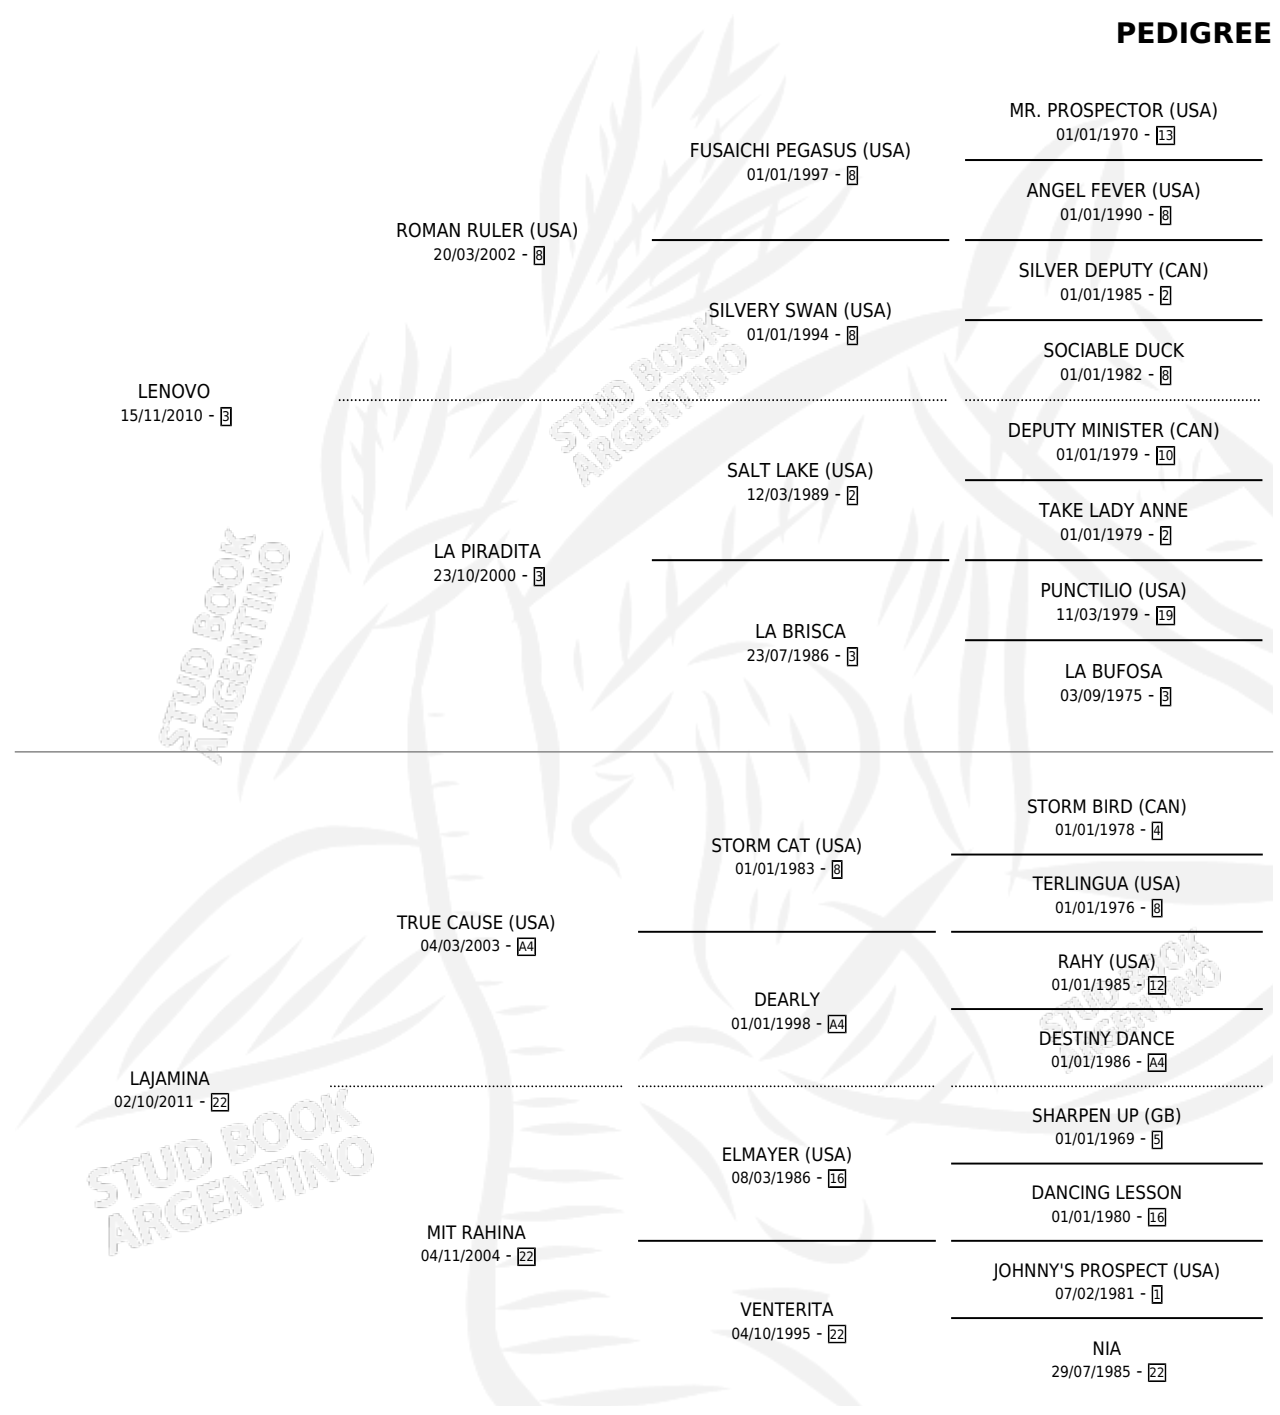 PEDIGREE
MR. PROSPECTOR (USA)
01/01/1970 - 13
FUSAICHI PEGASUS (USA)
01/01/1997 - 8
ANGEL FEVER (USA)
01/01/1990 - 8
ROMAN RULER (USA)
20/03/2002 - 8
SILVER DEPUTY (CAN)
01/01/1985 - 2
SILVERY SWAN (USA)
01/01/1994 - 8
SOCIABLE DUCK
01/01/1982 - 8
LENOVO
15/11/2010 - 3
DEPUTY MINISTER (CAN)
01/01/1979 - 10
SALT LAKE (USA)
12/03/1989 - 2
TAKE LADY ANNE
01/01/1979 - 2
LA PIRADITA
23/10/2000 - 3
PUNCTILIO (USA)
11/03/1979 - 19
LA BRISCA
23/07/1986 - 3
LA BUFOSA
03/09/1975 - 3
STORM BIRD (CAN)
01/01/1978 - 4
STORM CAT (USA)
01/01/1983 - 8
TERLINGUA (USA)
01/01/1976 - 8
TRUE CAUSE (USA)
04/03/2003 - A4
RAHY (USA)
01/01/1985 - 12
DEARLY
01/01/1998 - A4
DESTINY DANCE
01/01/1986 - A4
LAJAMINA
02/10/2011 - 22
SHARPEN UP (GB)
01/01/1969 - 5
ELMAYER (USA)
08/03/1986 - 16
DANCING LESSON
01/01/1980 - 16
MIT RAHINA
04/11/2004 - 22
JOHNNY'S PROSPECT (USA)
07/02/1981 - 1
VENTERITA
04/10/1995 - 22
NIA
29/07/1985 - 22
STUD BOOK
ARGENTINO
STUD BOOK
ARGENTINO
STUD BOOK
ARGENTINO
STUD BOOK
ARGENTINO